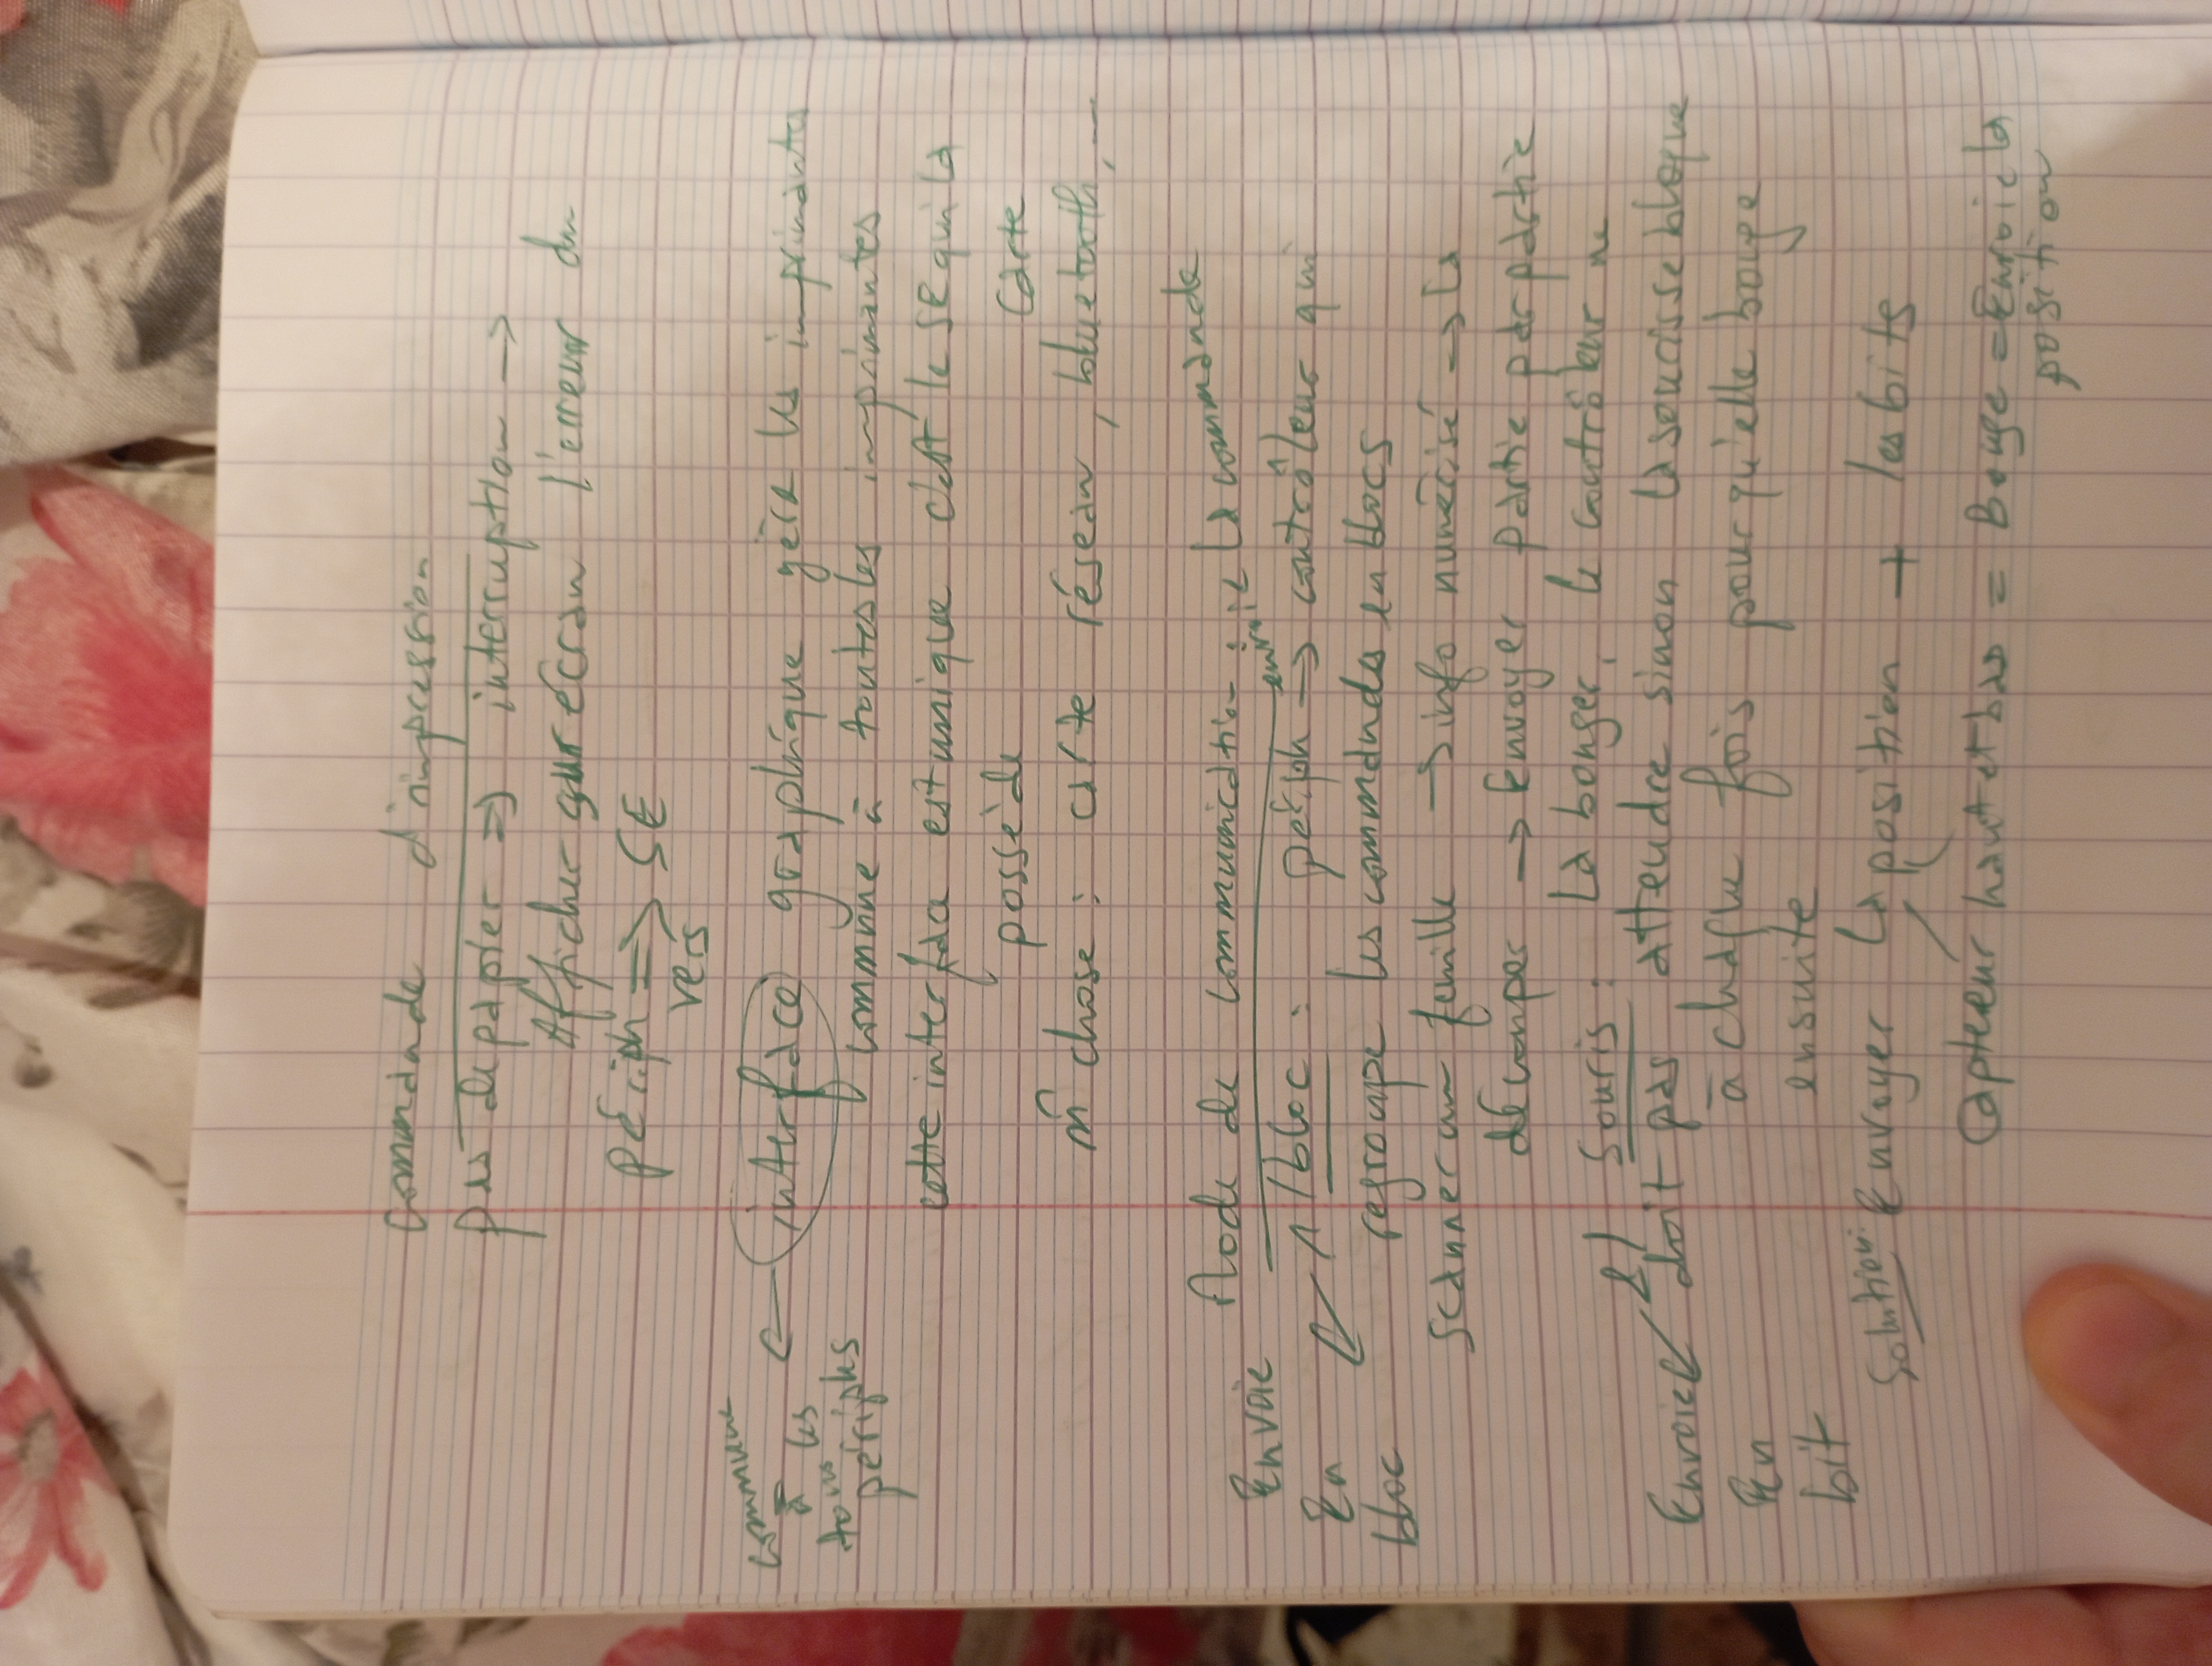 Commande d'impression
Pas de papier => interruption ->
Afficher sur écran l'erreur du
Périph => SE
vers
commune à tous les périphs <- interface graphique gère les imprimantes
commune à toutes les imprimantes
cette interface est unique c'est le SE qui la
possède
Carte
m̂ chose : carte réseau, bluetooth, ...
Mode de communication :
envoie la commande
Envoie en bloc
1/bloc : périph => contrôleur qui
regroupe les commandes en blocs
Scanner une feuille -> info numérisé -> la
décomper -> Envoyer partie par partie
Envoie en bit
2/ Souris : la bouger, le contrôleur ne
doit pas attendre sinon la souris se bloque
à chaque fois pour qu'elle bouge
ensuite
Solution : Envoyer la position + les bits
Capteur haut et bas = Bouge = Envoie la
position